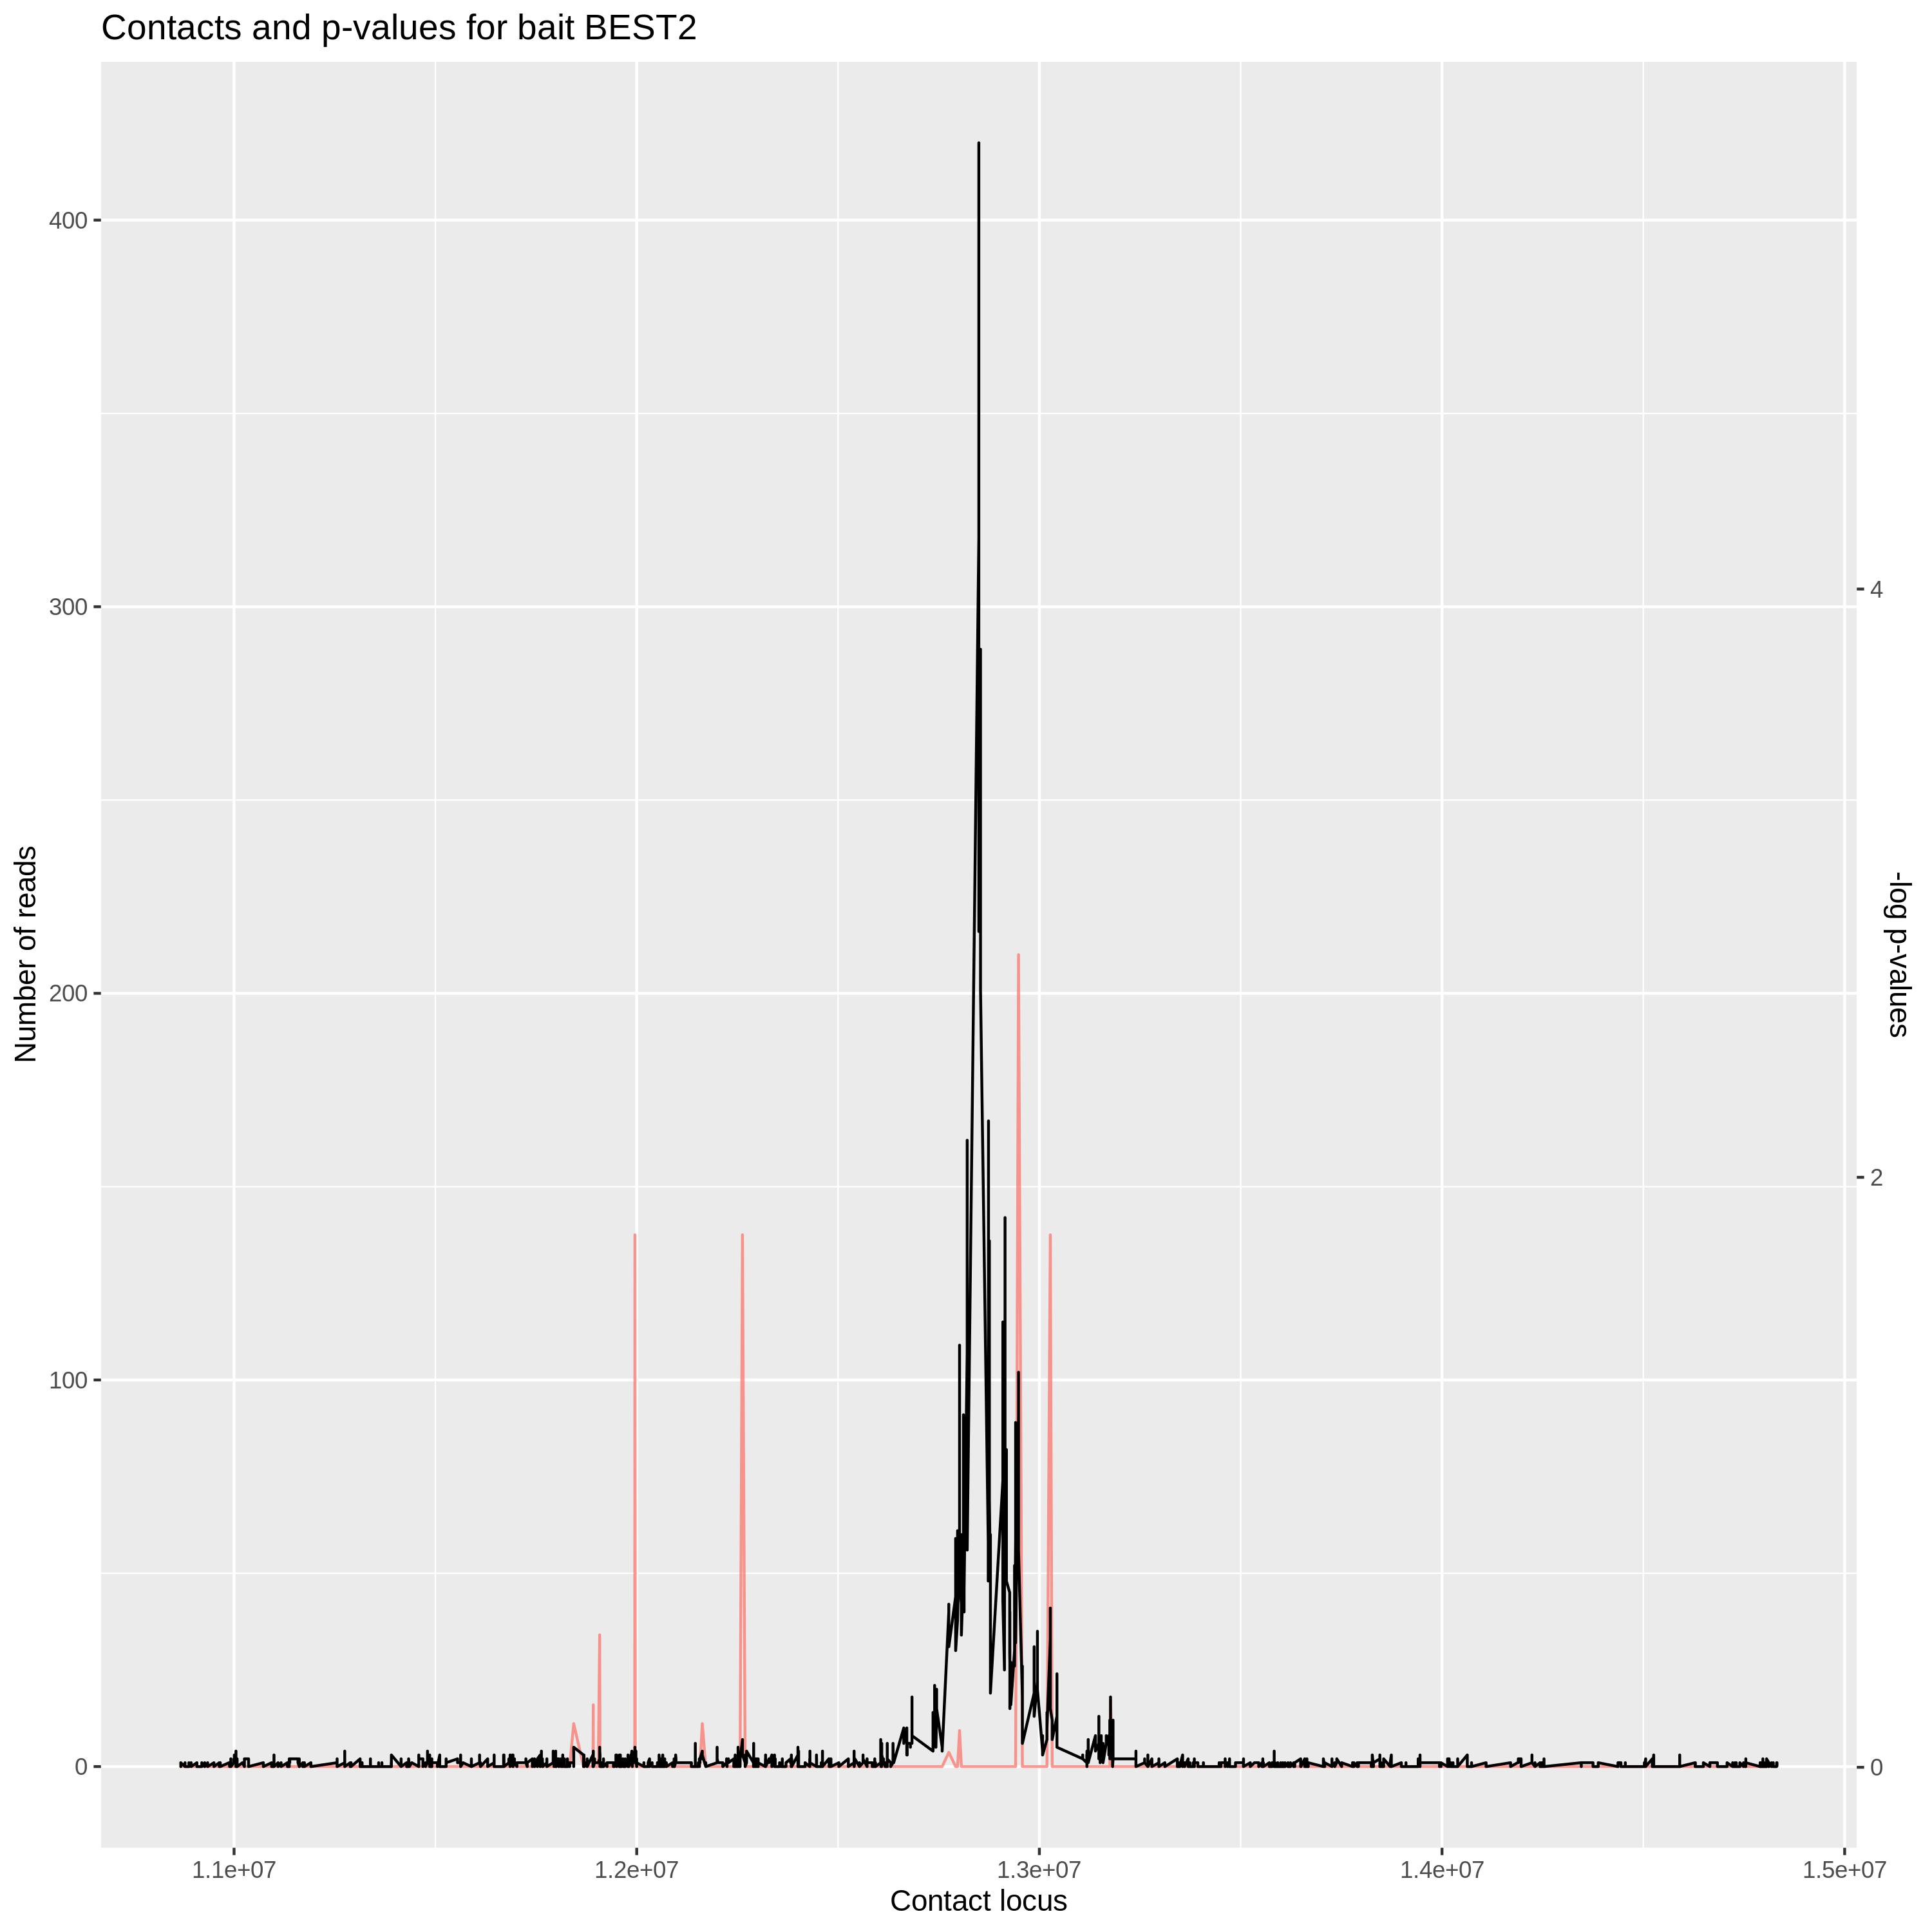 Contacts and p-values for bait BEST2
400
300
200
100
0
Number of reads
4
2
0
-log p-values
1.1e+07
1.2e+07
1.3e+07
1.4e+07
1.5e+07
Contact locus